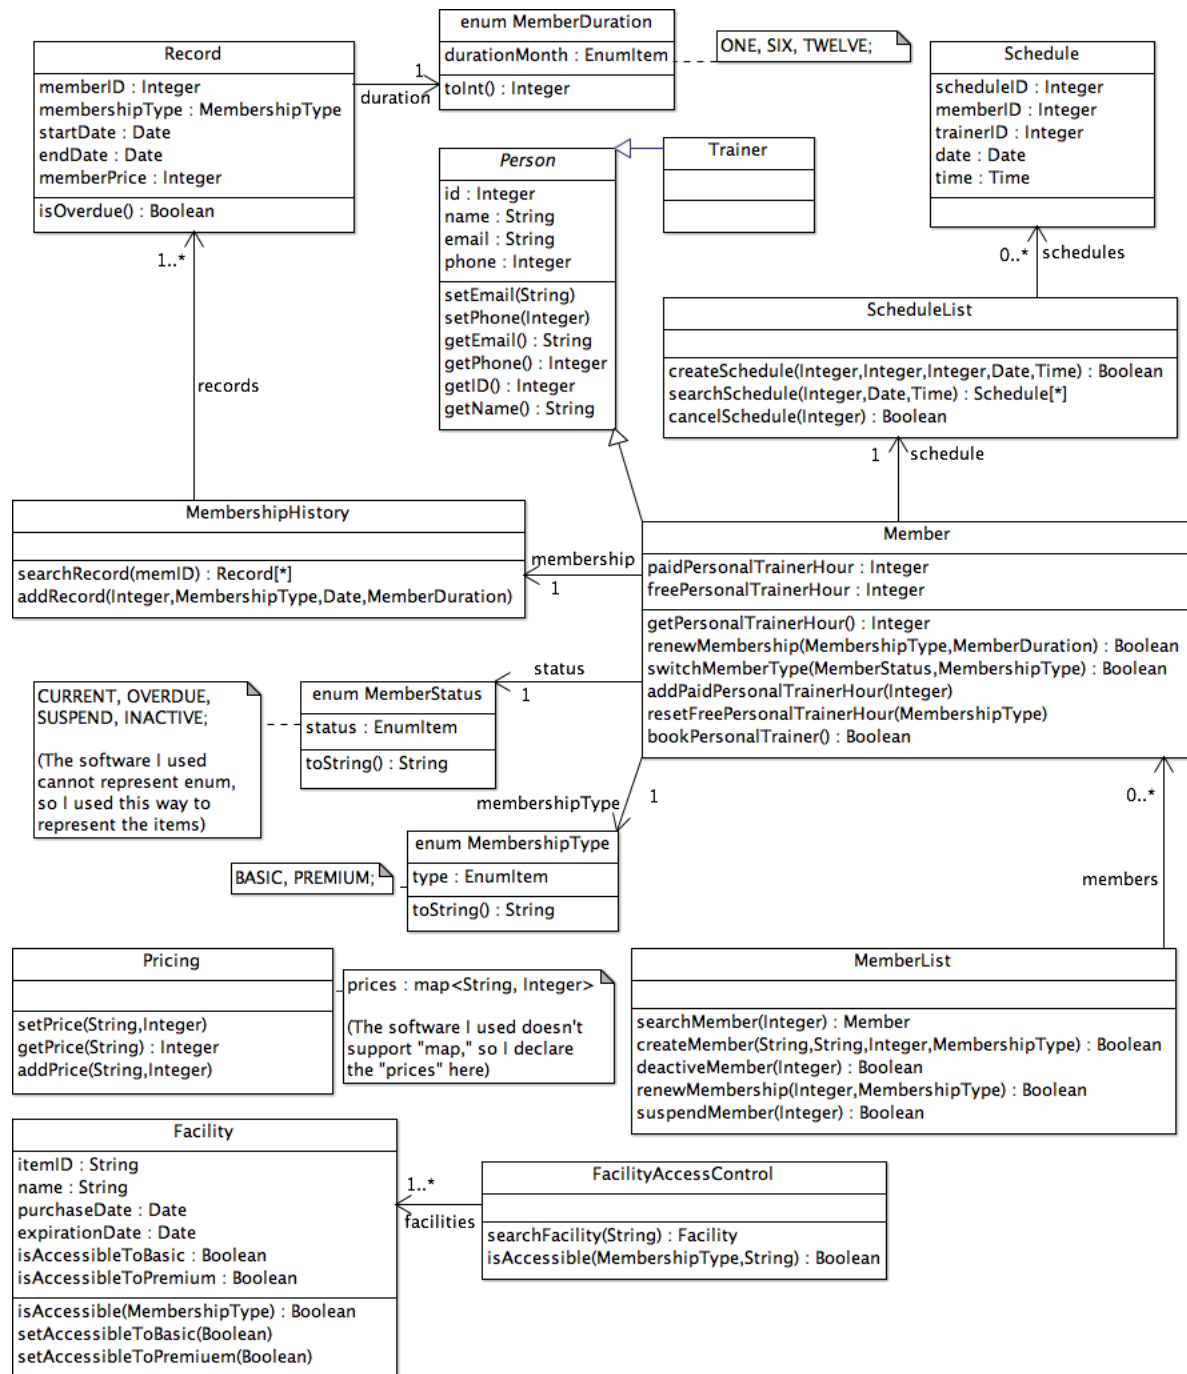 Record
memberID : Integer
membershipType : MembershipType
startDate : Date
endDate : Date
memberPrice : Integer
isOverdue() : Boolean
1
duration
enum MemberDuration
durationMonth : EnumItem
toInt() : Integer
ONE, SIX, TWELVE;
Schedule
scheduleID : Integer
memberID : Integer
trainerID : Integer
date : Date
time : Time
Person
id : Integer
name : String
email : String
phone : Integer
setEmail(String)
setPhone(Integer)
getEmail() : String
getPhone() : Integer
getID() : Integer
getName() : String
Trainer
1..*
records
0..*
schedules
ScheduleList
createSchedule(Integer,Integer,Integer,Date,Time) : Boolean
searchSchedule(Integer,Date,Time) : Schedule[*]
cancelSchedule(Integer) : Boolean
1
schedule
MembershipHistory
searchRecord(memID) : Record[*]
addRecord(Integer,MembershipType,Date,MemberDuration)
membership
1
Member
paidPersonalTrainerHour : Integer
freePersonalTrainerHour : Integer
getPersonalTrainerHour() : Integer
renewMembership(MembershipType,MemberDuration) : Boolean
switchMemberType(MemberStatus,MembershipType) : Boolean
addPaidPersonalTrainerHour(Integer)
resetFreePersonalTrainerHour(MembershipType)
bookPersonalTrainer() : Boolean
status
1
CURRENT, OVERDUE,
SUSPEND, INACTIVE;
(The software I used
cannot represent enum,
so I used this way to
represent the items)
enum MemberStatus
status : EnumItem
toString() : String
membershipType
1
BASIC, PREMIUM;
enum MembershipType
type : EnumItem
toString() : String
0..*
members
Pricing
setPrice(String,Integer)
getPrice(String) : Integer
addPrice(String,Integer)
prices : map<String, Integer>
(The software I used doesn't
support "map," so I declare
the "prices" here)
MemberList
searchMember(Integer) : Member
createMember(String,String,Integer,MembershipType) : Boolean
deactiveMember(Integer) : Boolean
renewMembership(Integer,MembershipType) : Boolean
suspendMember(Integer) : Boolean
Facility
itemID : String
name : String
purchaseDate : Date
expirationDate : Date
isAccessibleToBasic : Boolean
isAccessibleToPremium : Boolean
isAccessible(MembershipType) : Boolean
setAccessibleToBasic(Boolean)
setAccessibleToPremiuem(Boolean)
1..*
facilities
FacilityAccessControl
searchFacility(String) : Facility
isAccessible(MembershipType,String) : Boolean